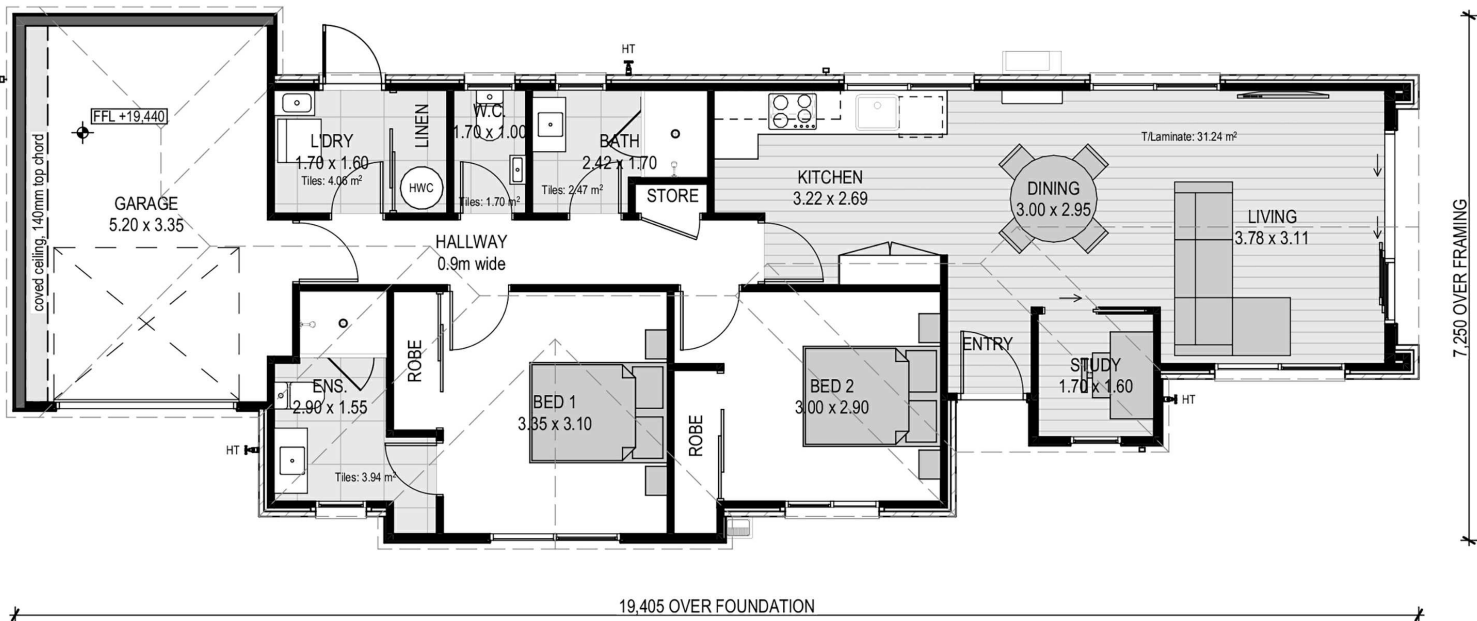 HT
FFL +19,440
LINEN
W.C.
1.70 x 1.00
L'DRY
1.70 x 1.60
Tiles: 4.06 m²
BATH
2.42 x 1.70
Tiles: 2.47 m²
T/Laminate: 31.24 m²
HWC
Tiles: 1.70 m²
STORE
KITCHEN
3.22 x 2.69
DINING
3.00 x 2.95
GARAGE
5.20 x 3.35
LIVING
3.78 x 3.11
coved ceiling, 140mm top chord
HALLWAY
0.9m wide
7,250 OVER FRAMING
ROBE
ENTRY
STUDY
1.70 x 1.60
ENS.
2.90 x 1.55
BED 1
3.35 x 3.10
BED 2
3.00 x 2.90
HT
ROBE
HT
Tiles: 3.94 m²
19,405 OVER FOUNDATION